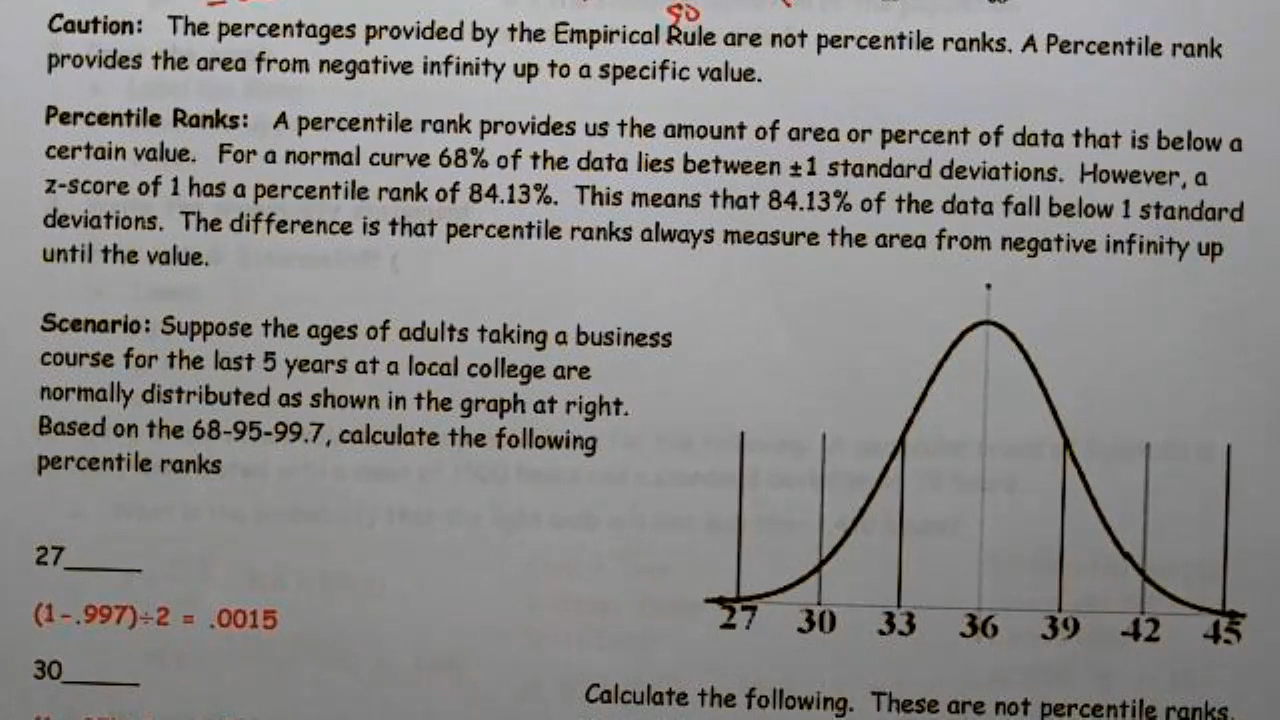 50
Caution: The percentages provided by the Empirical Rule are not percentile ranks. A Percentile rank
provides the area from negative infinity up to a specific value.
Percentile Ranks: A percentile rank provides us the amount of area or percent of data that is below a
certain value. For a normal curve 68% of the data lies between ±1 standard deviations. However, a
z-score of 1 has a percentile rank of 84.13%. This means that 84.13% of the data fall below 1 standard
deviations. The difference is that percentile ranks always measure the area from negative infinity up
until the value.
Scenario: Suppose the ages of adults taking a business
course for the last 5 years at a local college are
normally distributed as shown in the graph at right.
Based on the 68-95-99.7, calculate the following
percentile ranks
27_____
(1-.997)÷2 = .0015
30_____
27 30 33 36 39 42 45
Calculate the following. These are not percentile ranks.